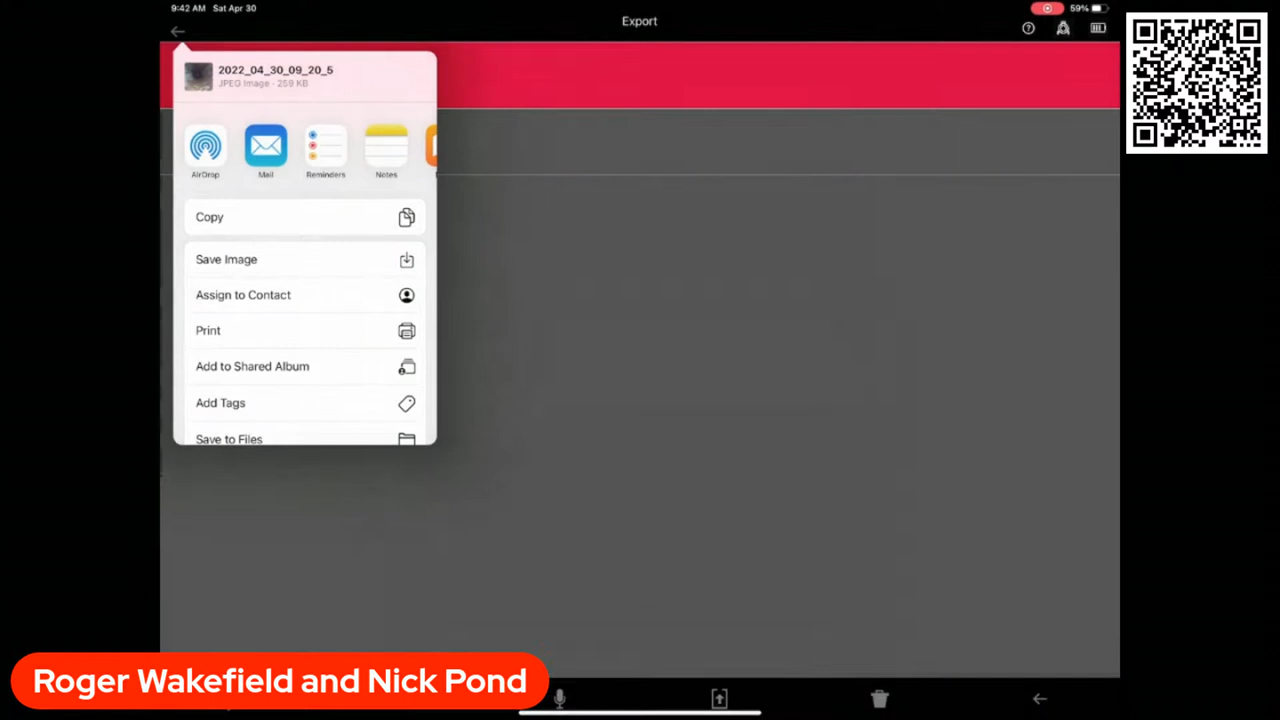 9:42 AM Sat Apr 30
59%
Export
2022_04_30_09_20_5
JPEG Image · 259 KB
AirDrop
Mail
Reminders
Notes
Copy
Save Image
Assign to Contact
Print
Add to Shared Album
Add Tags
Save to Files
Roger Wakefield and Nick Pond